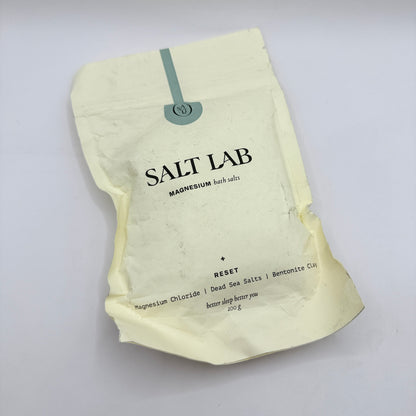 SALT LAB
MAGNESIUM bath salts
RESET
Magnesium Chloride | Dead Sea Salts | Bentonite Clay
better sleep better you
200 g